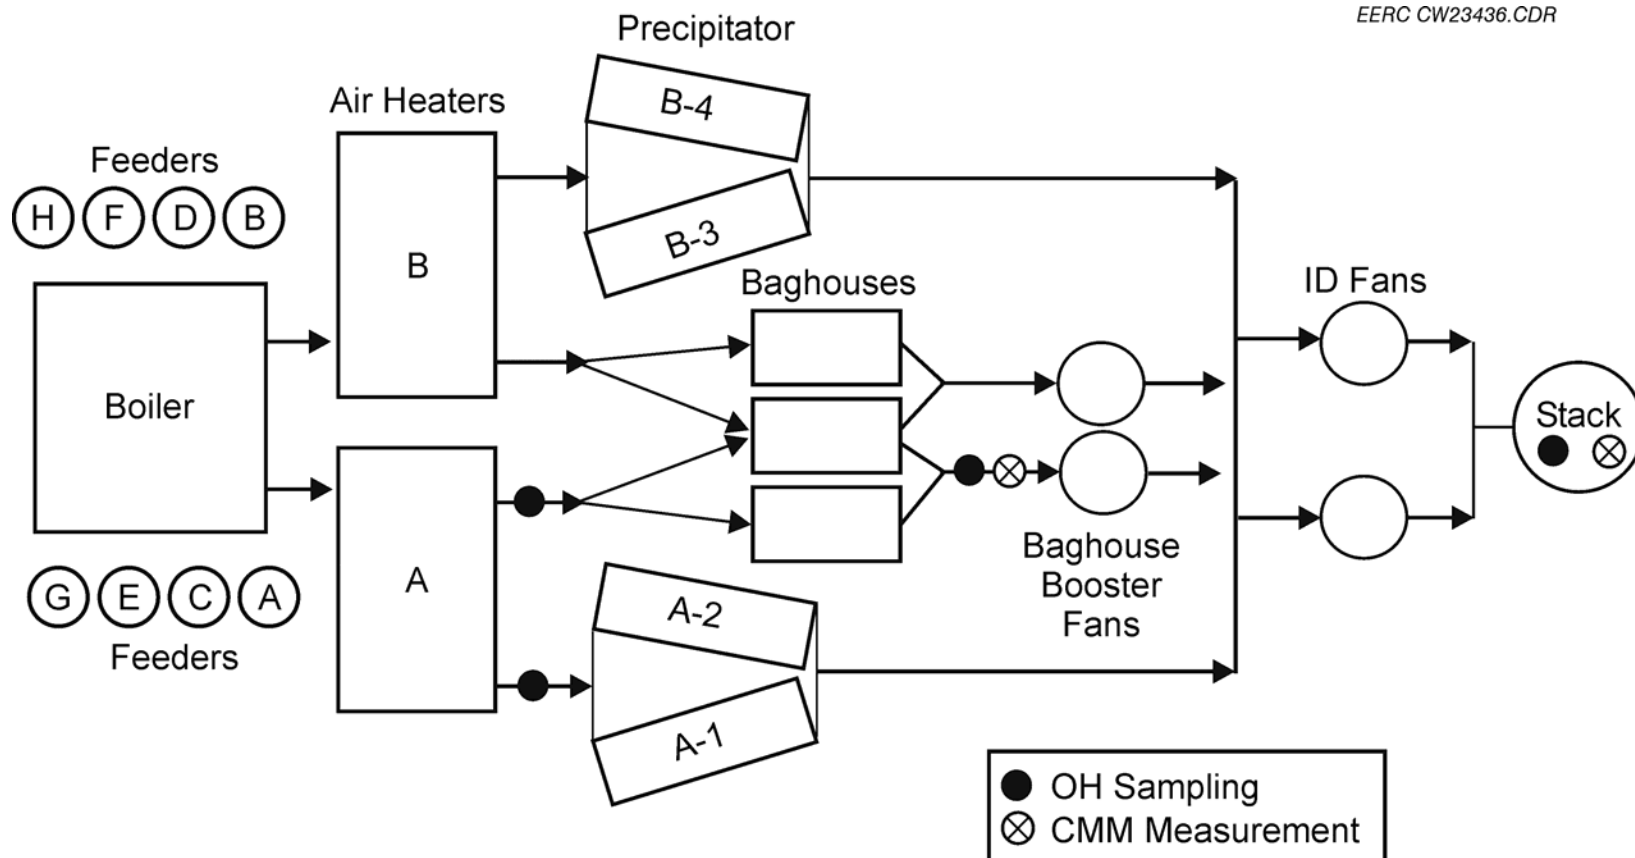 EERC CW23436.CDR
Precipitator
Air Heaters
B-4
Feeders
H F D B
B-3
B
Baghouses
ID Fans
Boiler
Stack
A
G E C A
Feeders
Baghouse
Booster
Fans
A-2
A-1
OH Sampling
CMM Measurement